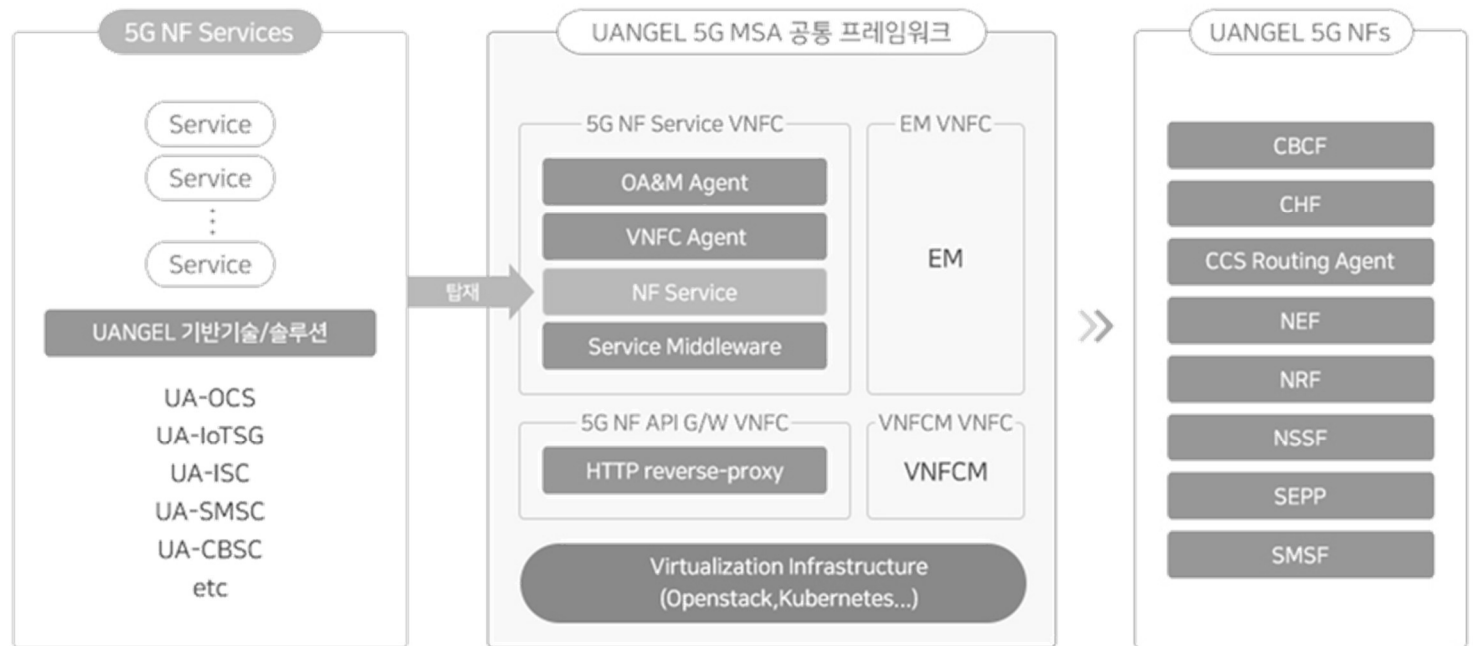 5G NF Services
Service
Service
Service
UANGEL 기반기술/솔루션
UA-OCS
UA-IoTSG
UA-ISC
UA-SMSC
UA-CBSC
etc
탑재
UANGEL 5G MSA 공통 프레임워크
5G NF Service VNFC
OA&M Agent
VNFC Agent
NF Service
Service Middleware
EM VNFC
EM
5G NF API G/W VNFC
HTTP reverse-proxy
VNFCM VNFC
VNFCM
Virtualization Infrastructure
(Openstack,Kubernetes...)
UANGEL 5G NFs
CBCF
CHF
CCS Routing Agent
NEF
NRF
NSSF
SEPP
SMSF